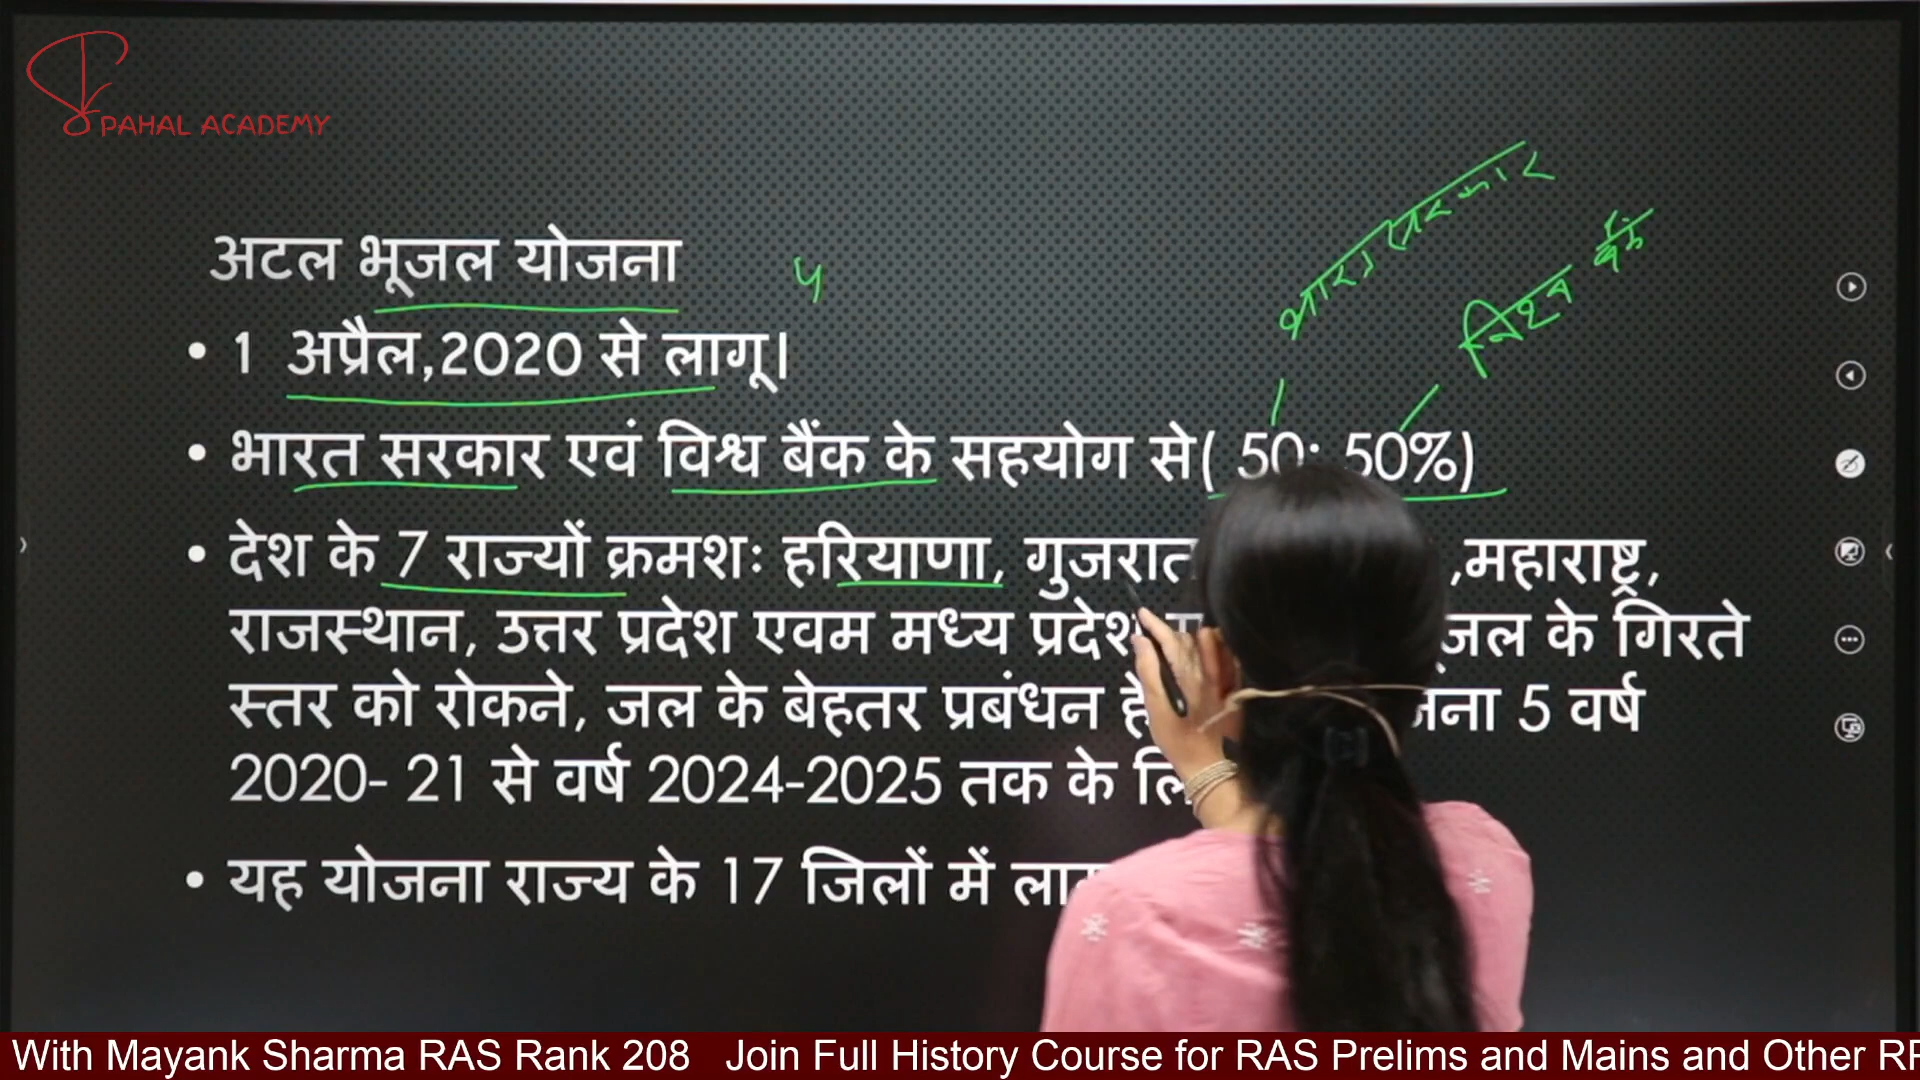 PAHAL ACADEMY
भारत सरकार
विश्व बैंक
अटल भूजल योजना
• 1 अप्रैल,2020 से लागू।
• भारत सरकार एवं विश्व बैंक के सहयोग से( 50: 50%)
• देश के 7 राज्यों क्रमशः हरियाणा, गुजरात ,महाराष्ट्र,
राजस्थान, उत्तर प्रदेश एवम मध्य प्रदेश के गिरते
स्तर को रोकने, जल के बेहतर प्रबंधन 5 वर्ष
2020- 21 से वर्ष 2024-2025 तक के
• यह योजना राज्य के 17 जिलों में
With Mayank Sharma RAS Rank 208 Join Full History Course for RAS Prelims and Mains and Other